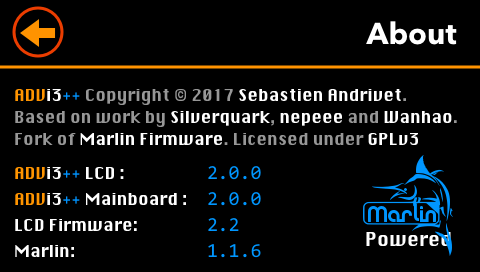 About
ADVi3++ Copyright © 2017 Sebastien Andrivet.
Based on work by Silverquark, nepeee and Wanhao.
Fork of Marlin Firmware. Licensed under GPLv3
ADVi3++ LCD : 2.0.0
ADVi3++ Mainboard : 2.0.0
LCD Firmware: 2.2
Marlin: 1.1.6
Marlin
Powered